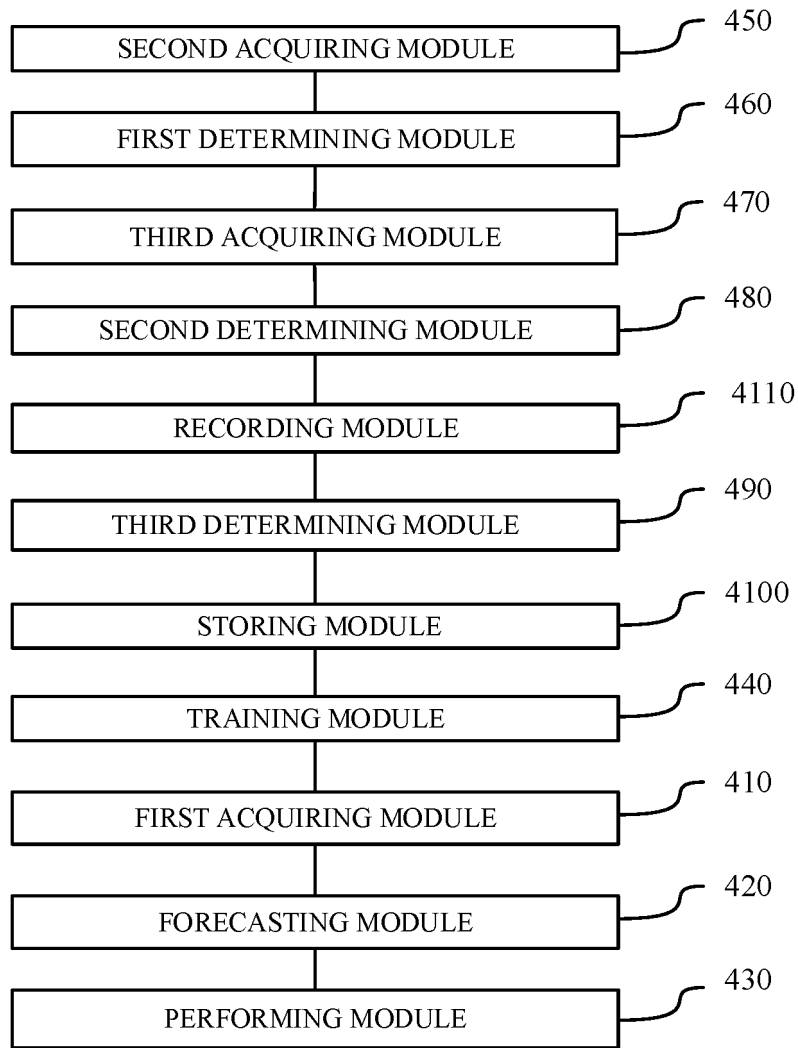 450
SECOND ACQUIRING MODULE
460
FIRST DETERMINING MODULE
470
THIRD ACQUIRING MODULE
480
SECOND DETERMINING MODULE
4110
RECORDING MODULE
490
THIRD DETERMINING MODULE
4100
STORING MODULE
440
TRAINING MODULE
410
FIRST ACQUIRING MODULE
420
FORECASTING MODULE
430
PERFORMING MODULE